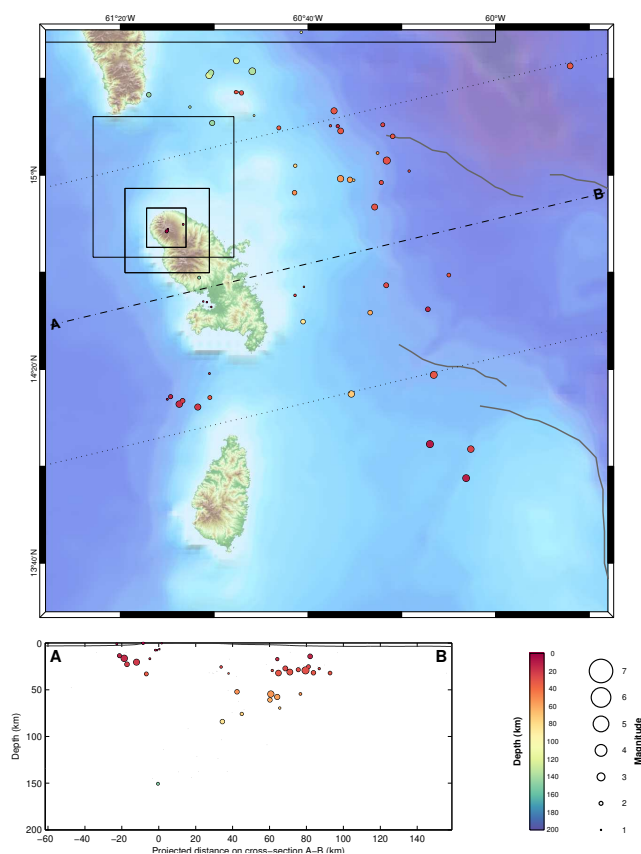 61°20'W 60°40'W 60°W
15°N
14°20'N
13°40'N
A
B
A B
0
50
100
150
200
Depth (km)
-60 -40 -20 0 20 40 60 80 100 120 140
Projected distance on cross-section A-B (km)
Depth (km)
0
20
40
60
80
100
120
140
160
180
200
7
6
5
4
3
2
1
Magnitude